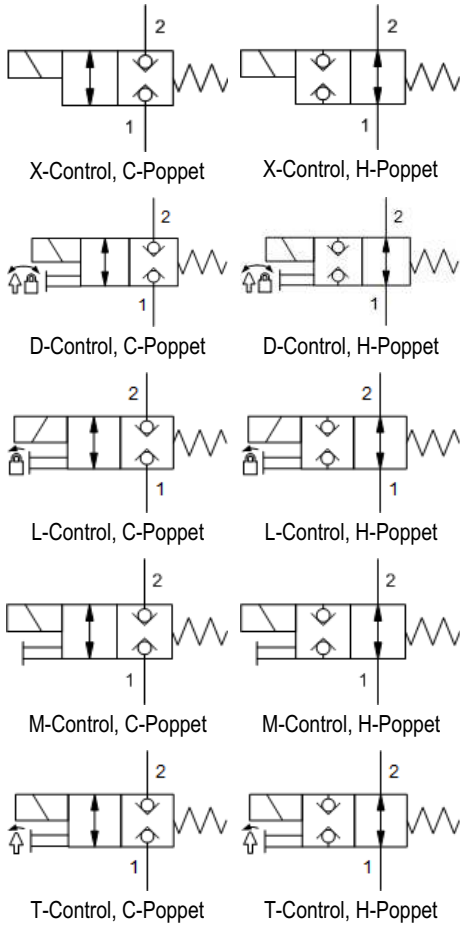 2
2
1
1
X-Control, C-Poppet
X-Control, H-Poppet
2
2
1
1
D-Control, C-Poppet
D-Control, H-Poppet
2
2
1
1
L-Control, C-Poppet
L-Control, H-Poppet
2
2
1
1
M-Control, C-Poppet
M-Control, H-Poppet
2
2
1
1
T-Control, C-Poppet
T-Control, H-Poppet